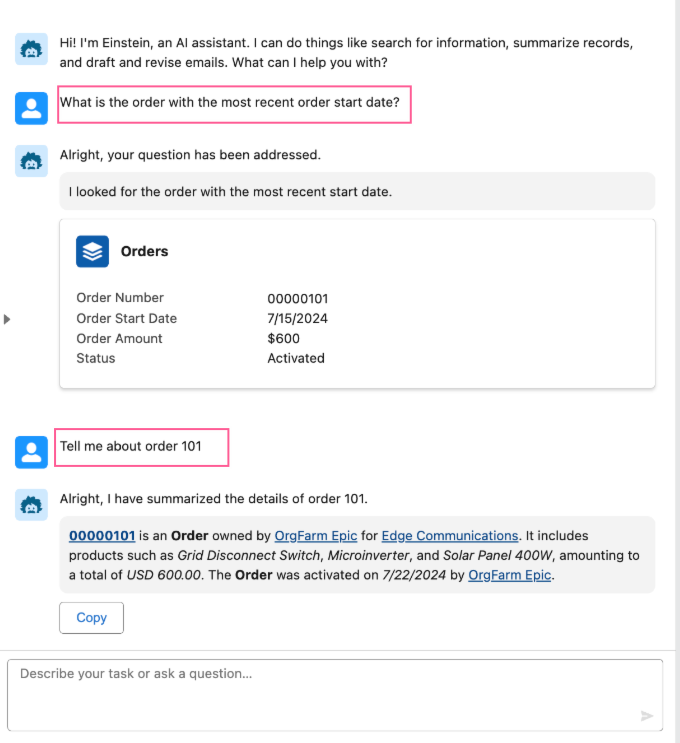 Hi! I'm Einstein, an AI assistant. I can do things like search for information, summarize records,
and draft and revise emails. What can I help you with?
What is the order with the most recent order start date?
Alright, your question has been addressed.
I looked for the order with the most recent start date.
Orders
Order Number 00000101
Order Start Date 7/15/2024
Order Amount $600
Status Activated
Tell me about order 101
Alright, I have summarized the details of order 101.
00000101 is an Order owned by OrgFarm Epic for Edge Communications. It includes
products such as Grid Disconnect Switch, Microinverter, and Solar Panel 400W, amounting to
a total of USD 600.00. The Order was activated on 7/22/2024 by OrgFarm Epic.
Copy
Describe your task or ask a question...